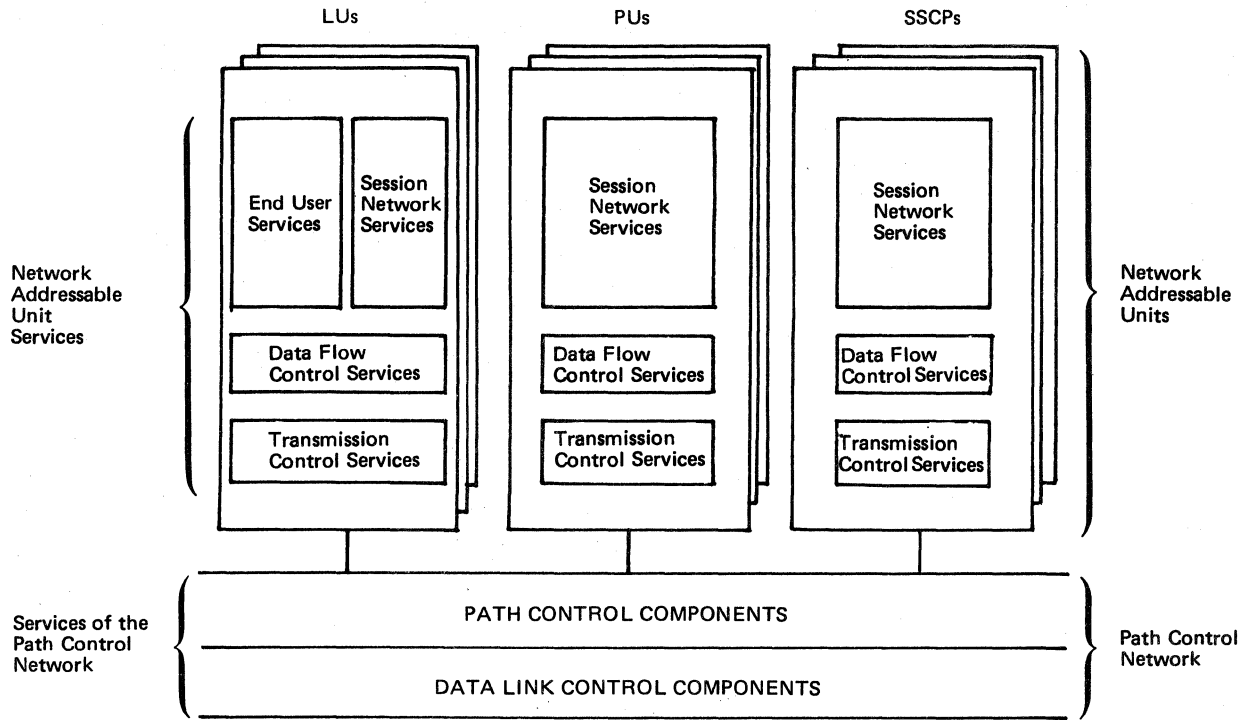 LUs
PUs
SSCPs
End User
Services
Session
Network
Services
Session
Network
Services
Session
Network
Services
Network
Addressable
Unit
Services
Network
Addressable
Units
Data Flow
Control Services
Data Flow
Control Services
Data Flow
Control Services
Transmission
Control Services
Transmission
Control Services
Transmission
Control Services
PATH CONTROL COMPONENTS
Services of the
Path Control
Network
Path Control
Network
DATA LINK CONTROL COMPONENTS